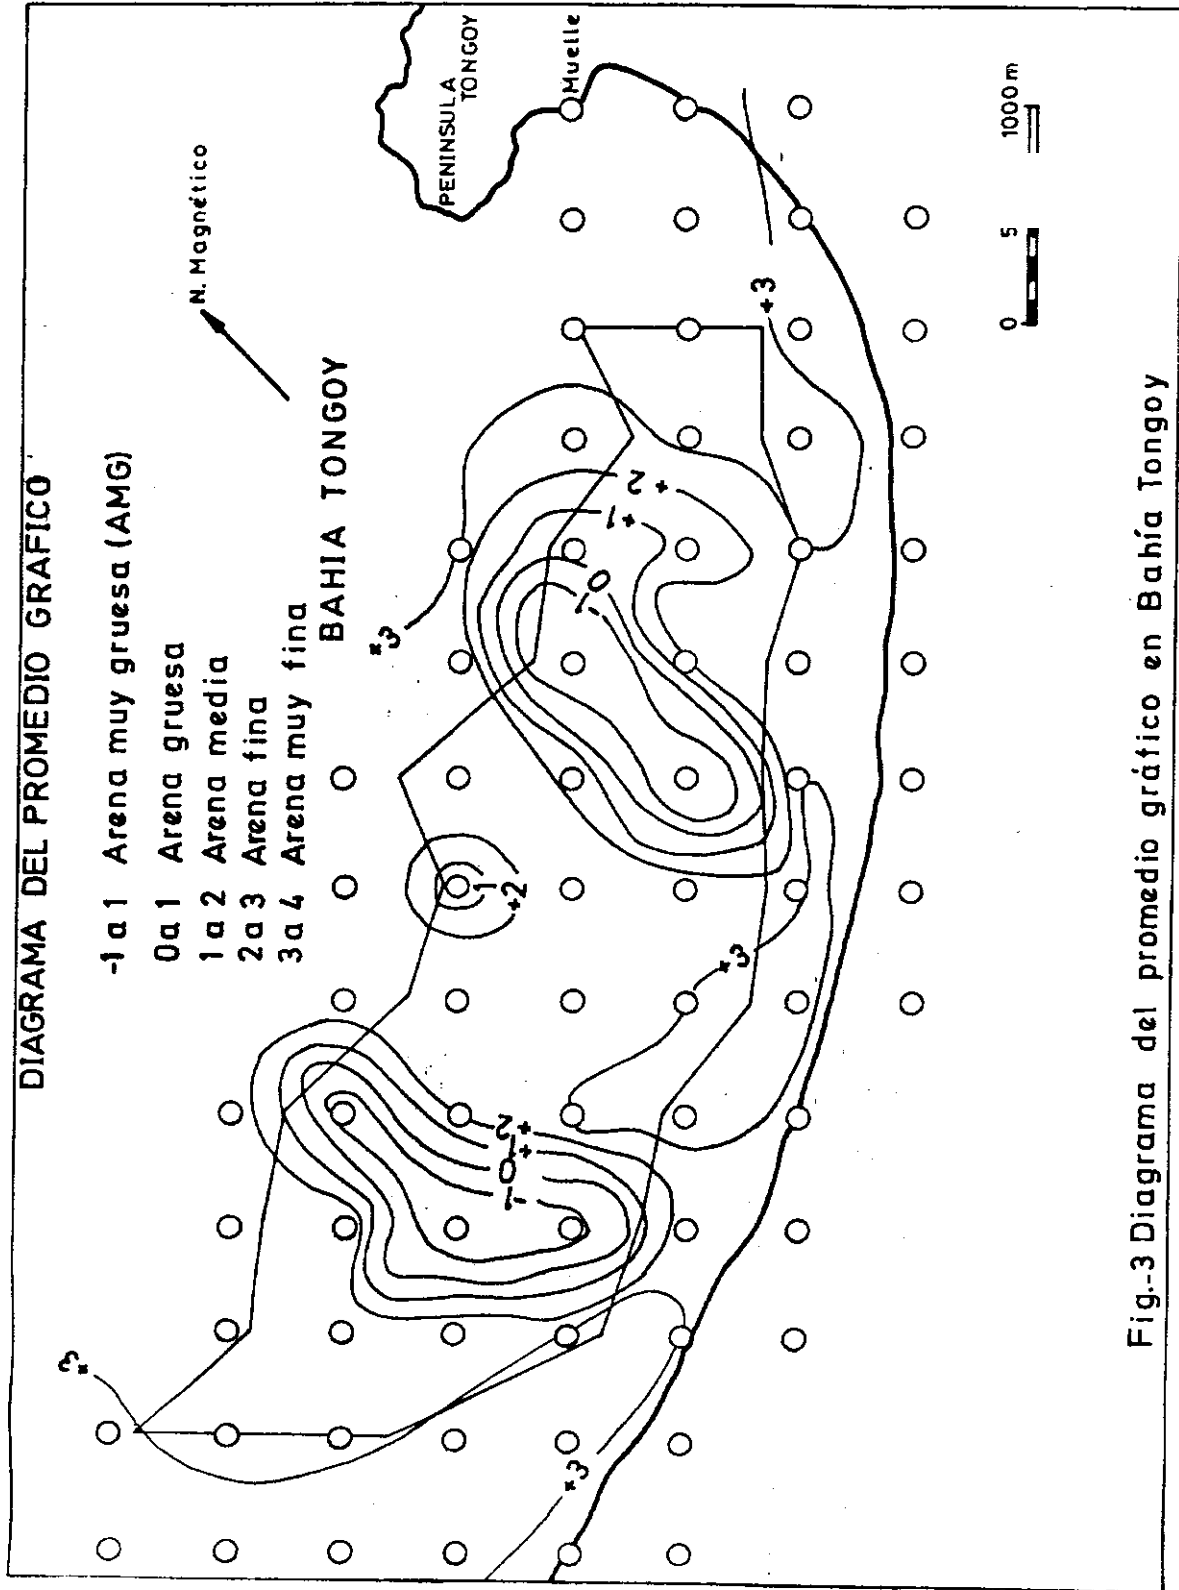 DIAGRAMA DEL PROMEDIO GRAFICO
-1 a 1 Arena muy gruesa (AMG)
0 a 1 Arena gruesa
1 a 2 Arena media
2 a 3 Arena fina
3 a 4 Arena muy fina
N. Magnético
BAHIA TONGOY
PENINSULA
TONGOY
Muelle
+3
+3
+3
+3
+3
+2
+1
0
-1
1
+2
+2
+1
0
-1
0 5 1000 m
Fig.-3 Diagrama del promedio gráfico en Bahía Tongoy